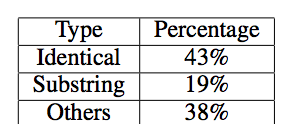 Type Percentage
Identical 43%
Substring 19%
Others 38%